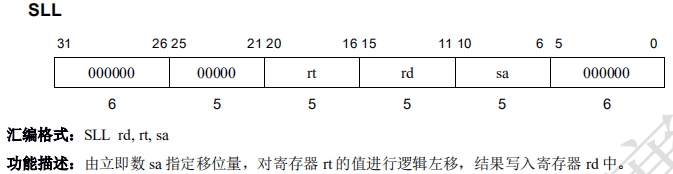 SLL
31 26 25 21 20 16 15 11 10 6 5 0
000000 00000 rt rd sa 000000
6 5 5 5 5 6
汇编格式：SLL rd, rt, sa
功能描述：由立即数 sa 指定移位量，对寄存器 rt 的值进行逻辑左移，结果写入寄存器 rd 中。